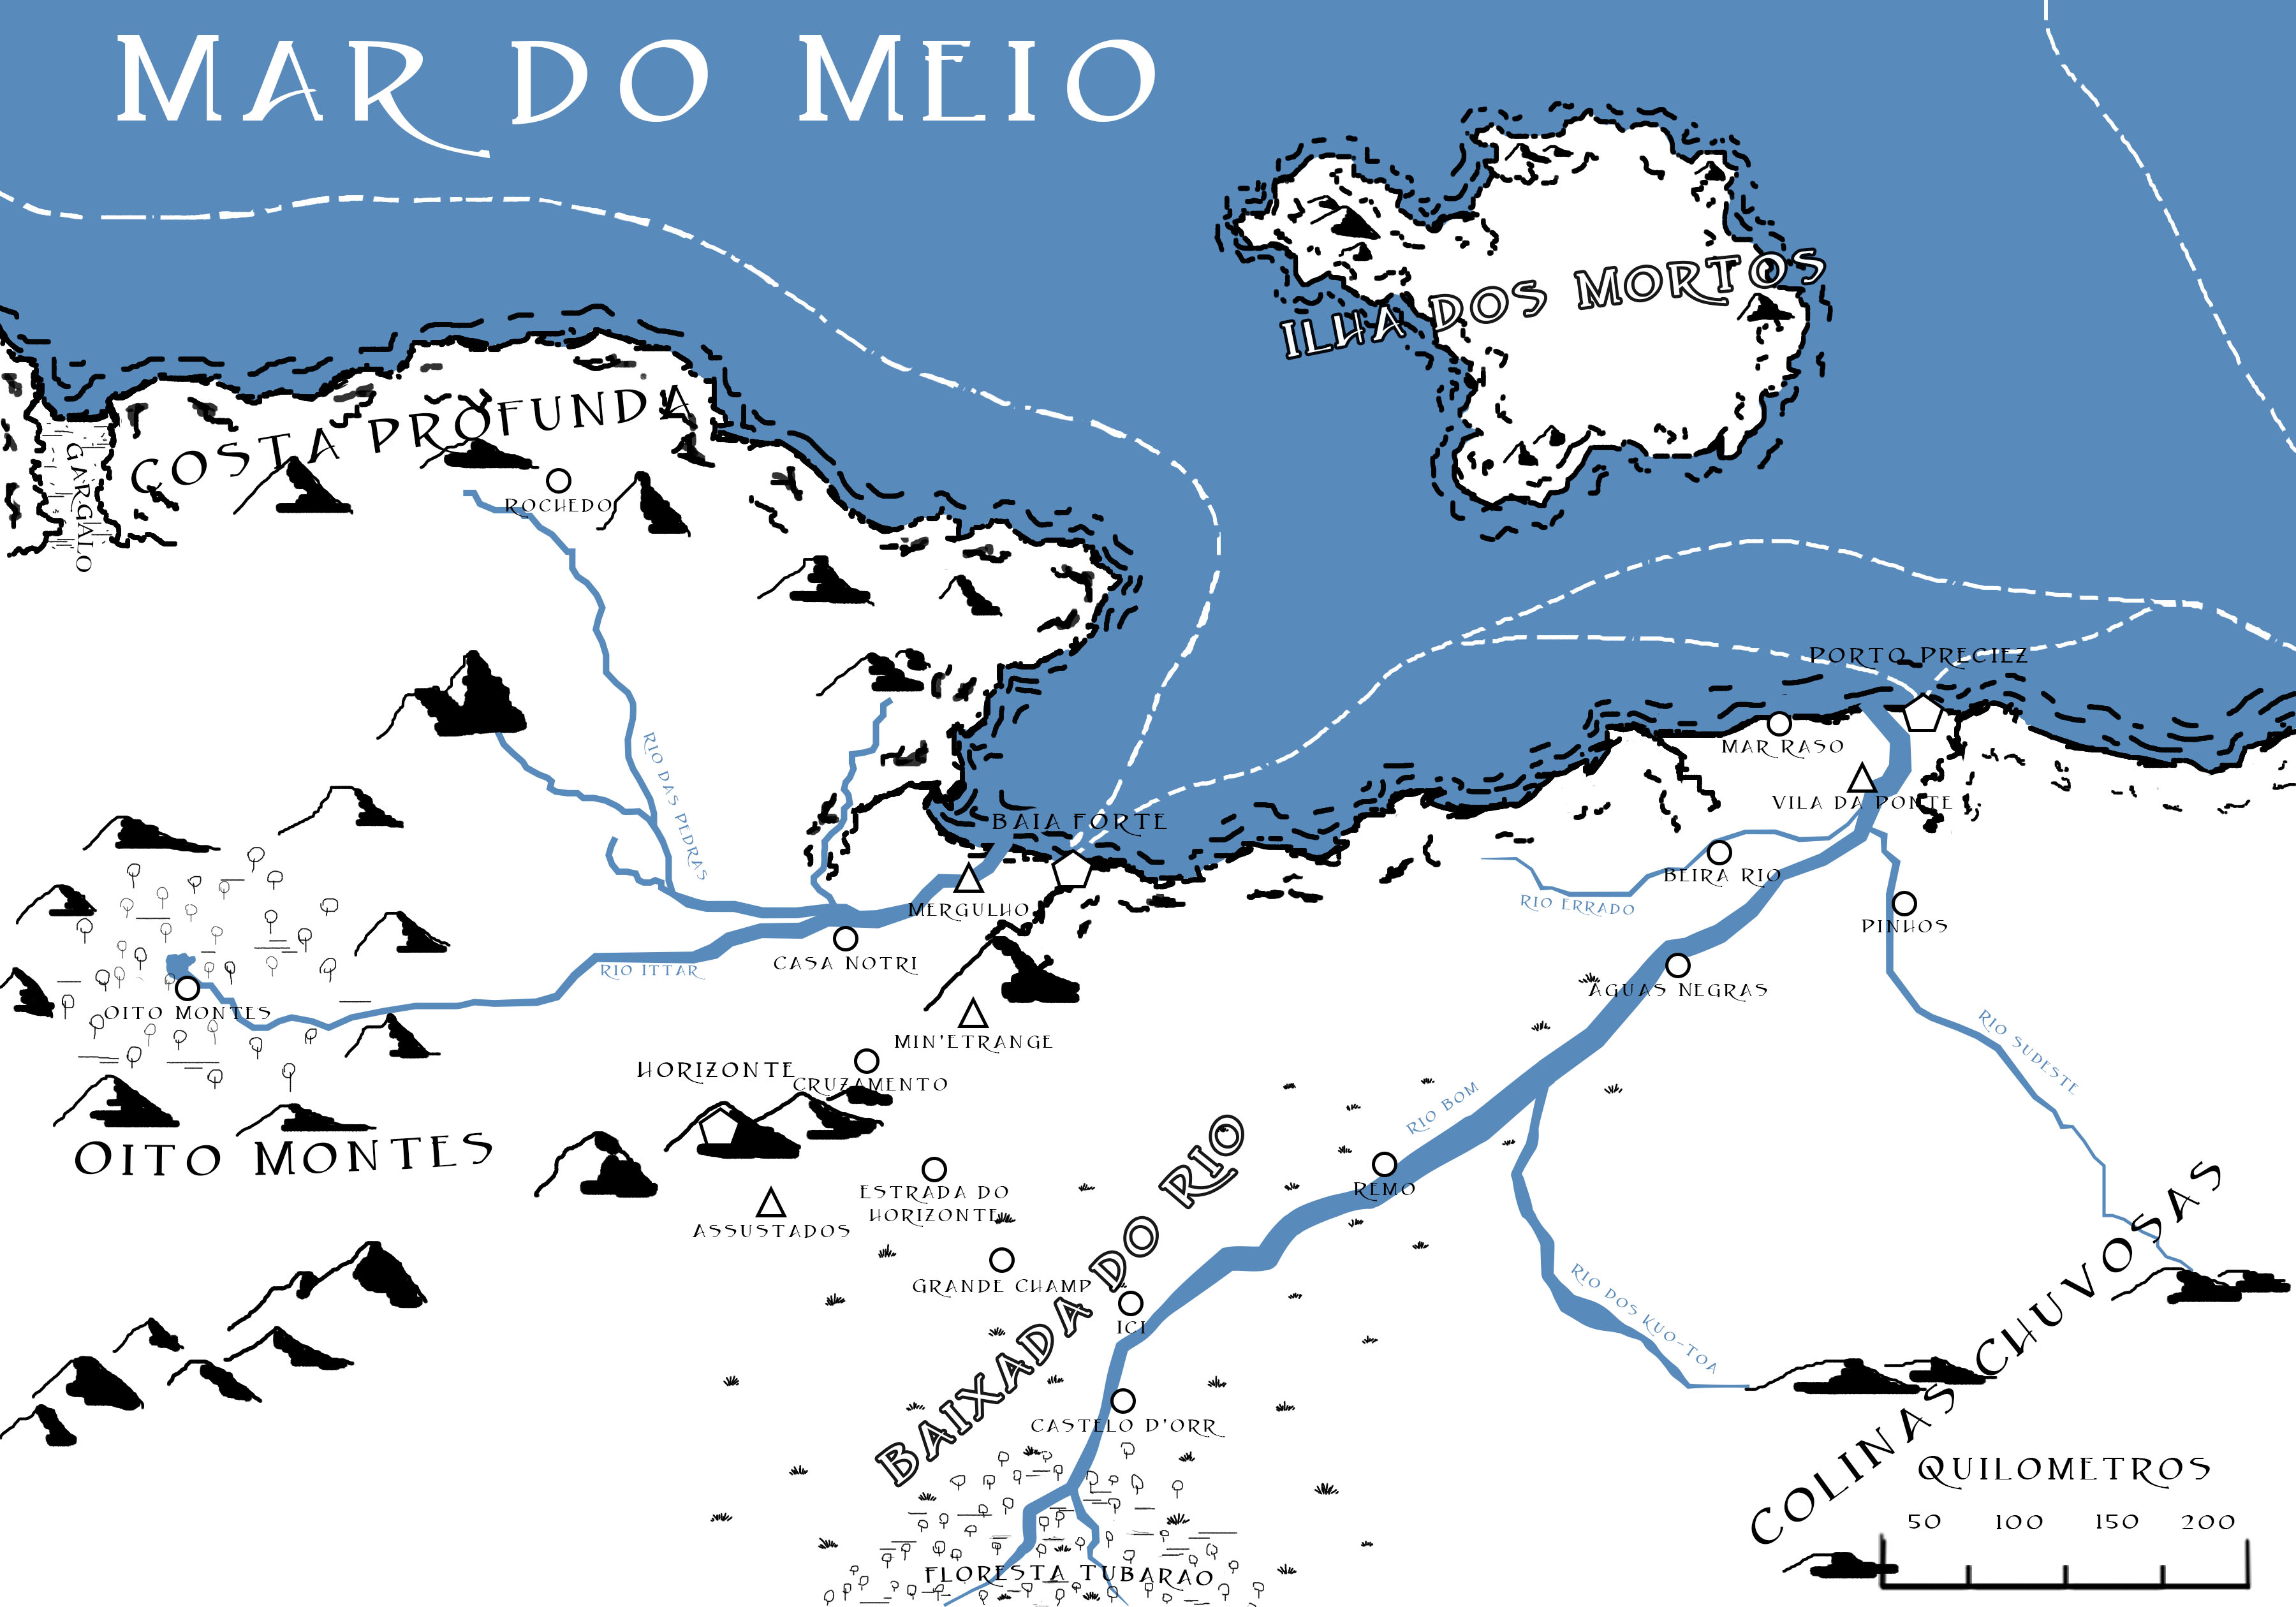 MAR DO MEIO
ILHA DOS MORTOS
COSTA PROFUNDA
GARGALO
ROCHEDO
PORTO PRECIEZ
MAR RASO
RIO DAS PEDRAS
VILA DA PONTE
BAIA FORTE
BEIRA RIO
RIO ERRADO
MERGULHO
PINHOS
CASA NOTRI
RIO ITTAR
AGUAS NEGRAS
OITO MONTES
MIN'ETRANGE
RIO SUDESTE
HORIZONTE
CRUZAMENTO
RIO BOM
OITO MONTES
ESTRADA DO
HORIZONTE
REMO
ASSUSTADOS
BAIXADA DO RIO
GRANDE CHAMP
ICI
RIO DOS KUO-TOA
COLINAS CHUVOSAS
CASTELO D'ORR
QUILOMETROS
50 100 150 200
FLORESTA TUBARAO